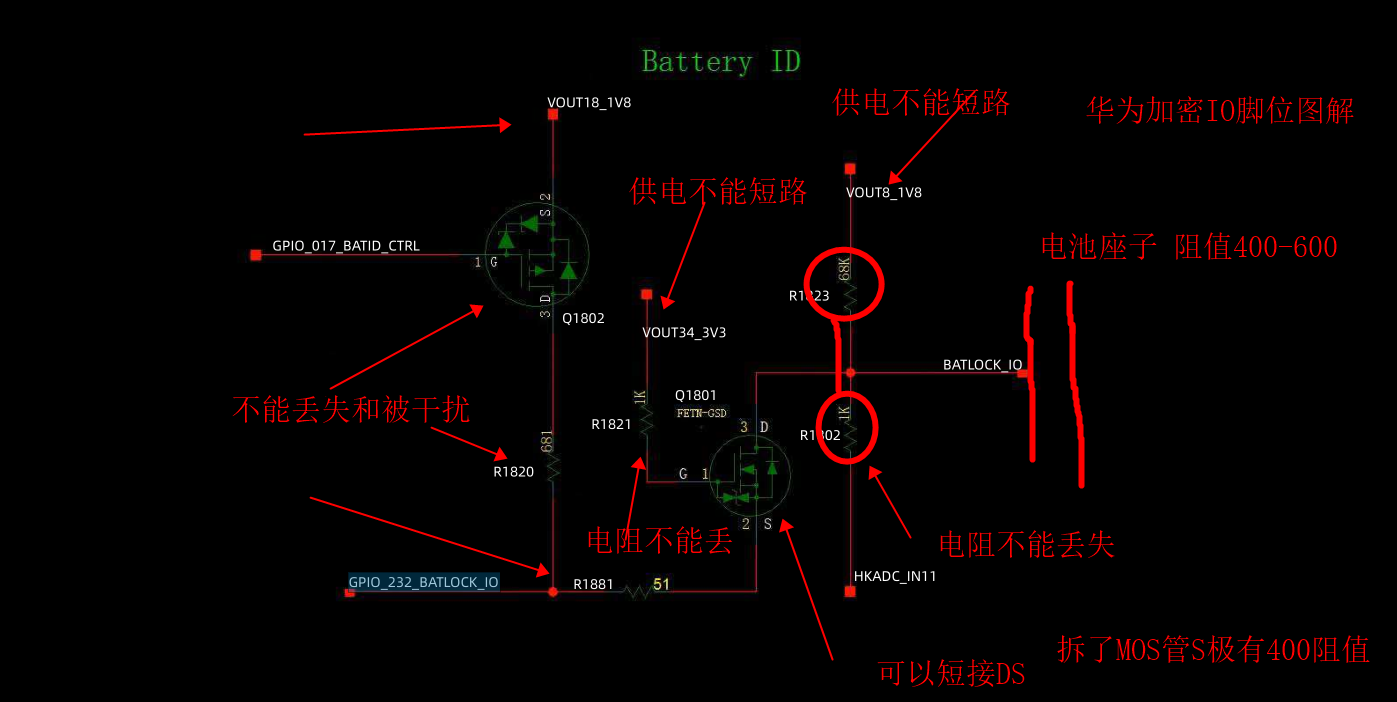 Battery ID
VOUT18_1V8
供电不能短路
华为加密IO脚位图解
供电不能短路
VOUT8_1V8
S 2
GPIO_017_BATID_CTRL
1 G
电池座子 阻值400-600
68K
R1823
3 D
Q1802
VOUT34_3V3
BATLOCK_IO
不能丢失和被干扰
1K
Q1801
FETN-GSD
R1821
3 D
1K
R1802
681
R1820
G 1
2 S
电阻不能丢
电阻不能丢失
GPIO_232_BATLOCK_IO
R1881
51
HKADC_IN11
可以短接DS
拆了MOS管S极有400阻值